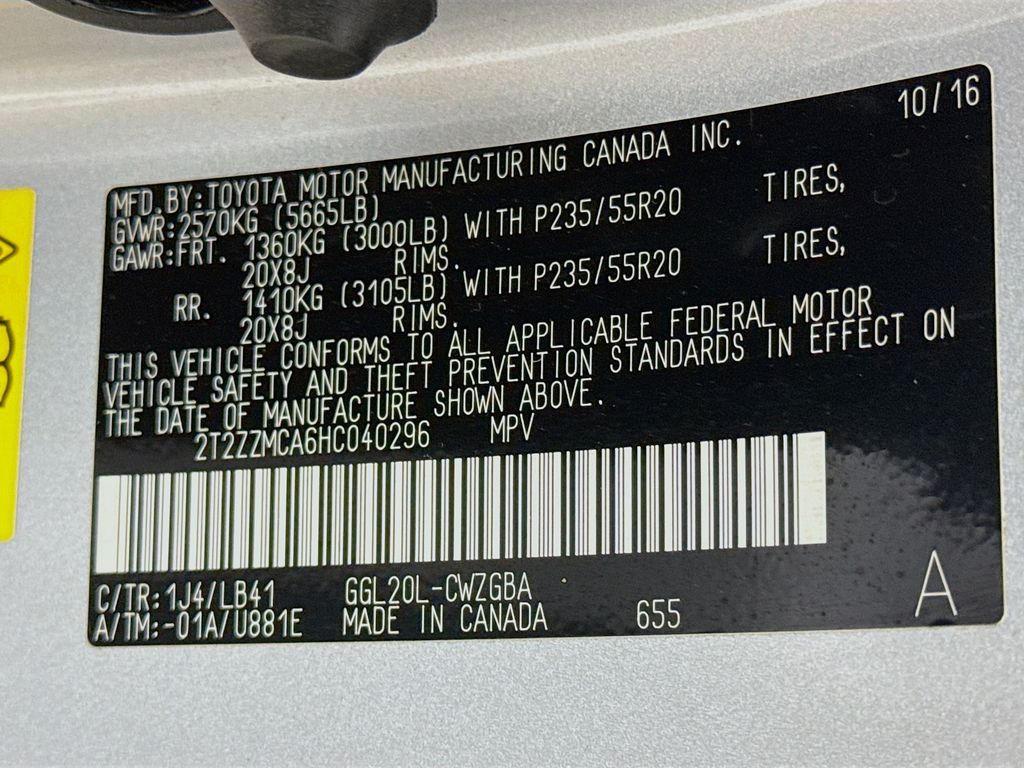 10/16
MFD.BY:TOYOTA MOTOR MANUFACTURING CANADA INC.
GVWR:2570KG (5665LB)
GAWR:FRT. 1360KG (3000LB) WITH P235/55R20 TIRES,
20X8J RIMS.
RR. 1410KG (3105LB) WITH P235/55R20 TIRES,
20X8J RIMS.
THIS VEHICLE CONFORMS TO ALL APPLICABLE FEDERAL MOTOR
VEHICLE SAFETY AND THEFT PREVENTION STANDARDS IN EFFECT ON
THE DATE OF MANUFACTURE SHOWN ABOVE.
2T2ZZMCA6HC040296 MPV
C/TR:1J4/LB41 GGL20L-CWZGBA
A/TM:-01A/U881E MADE IN CANADA 655 A